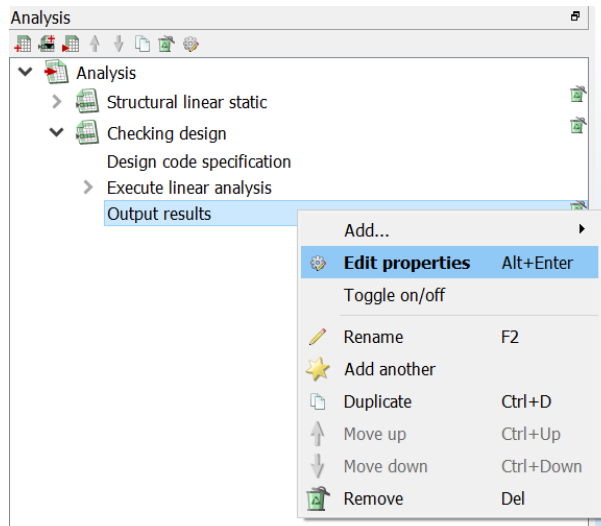 Analysis
Analysis
Structural linear static
Checking design
Design code specification
Execute linear analysis
Output results
Add...
Edit properties Alt+Enter
Toggle on/off
Rename F2
Add another
Duplicate Ctrl+D
Move up Ctrl+Up
Move down Ctrl+Down
Remove Del